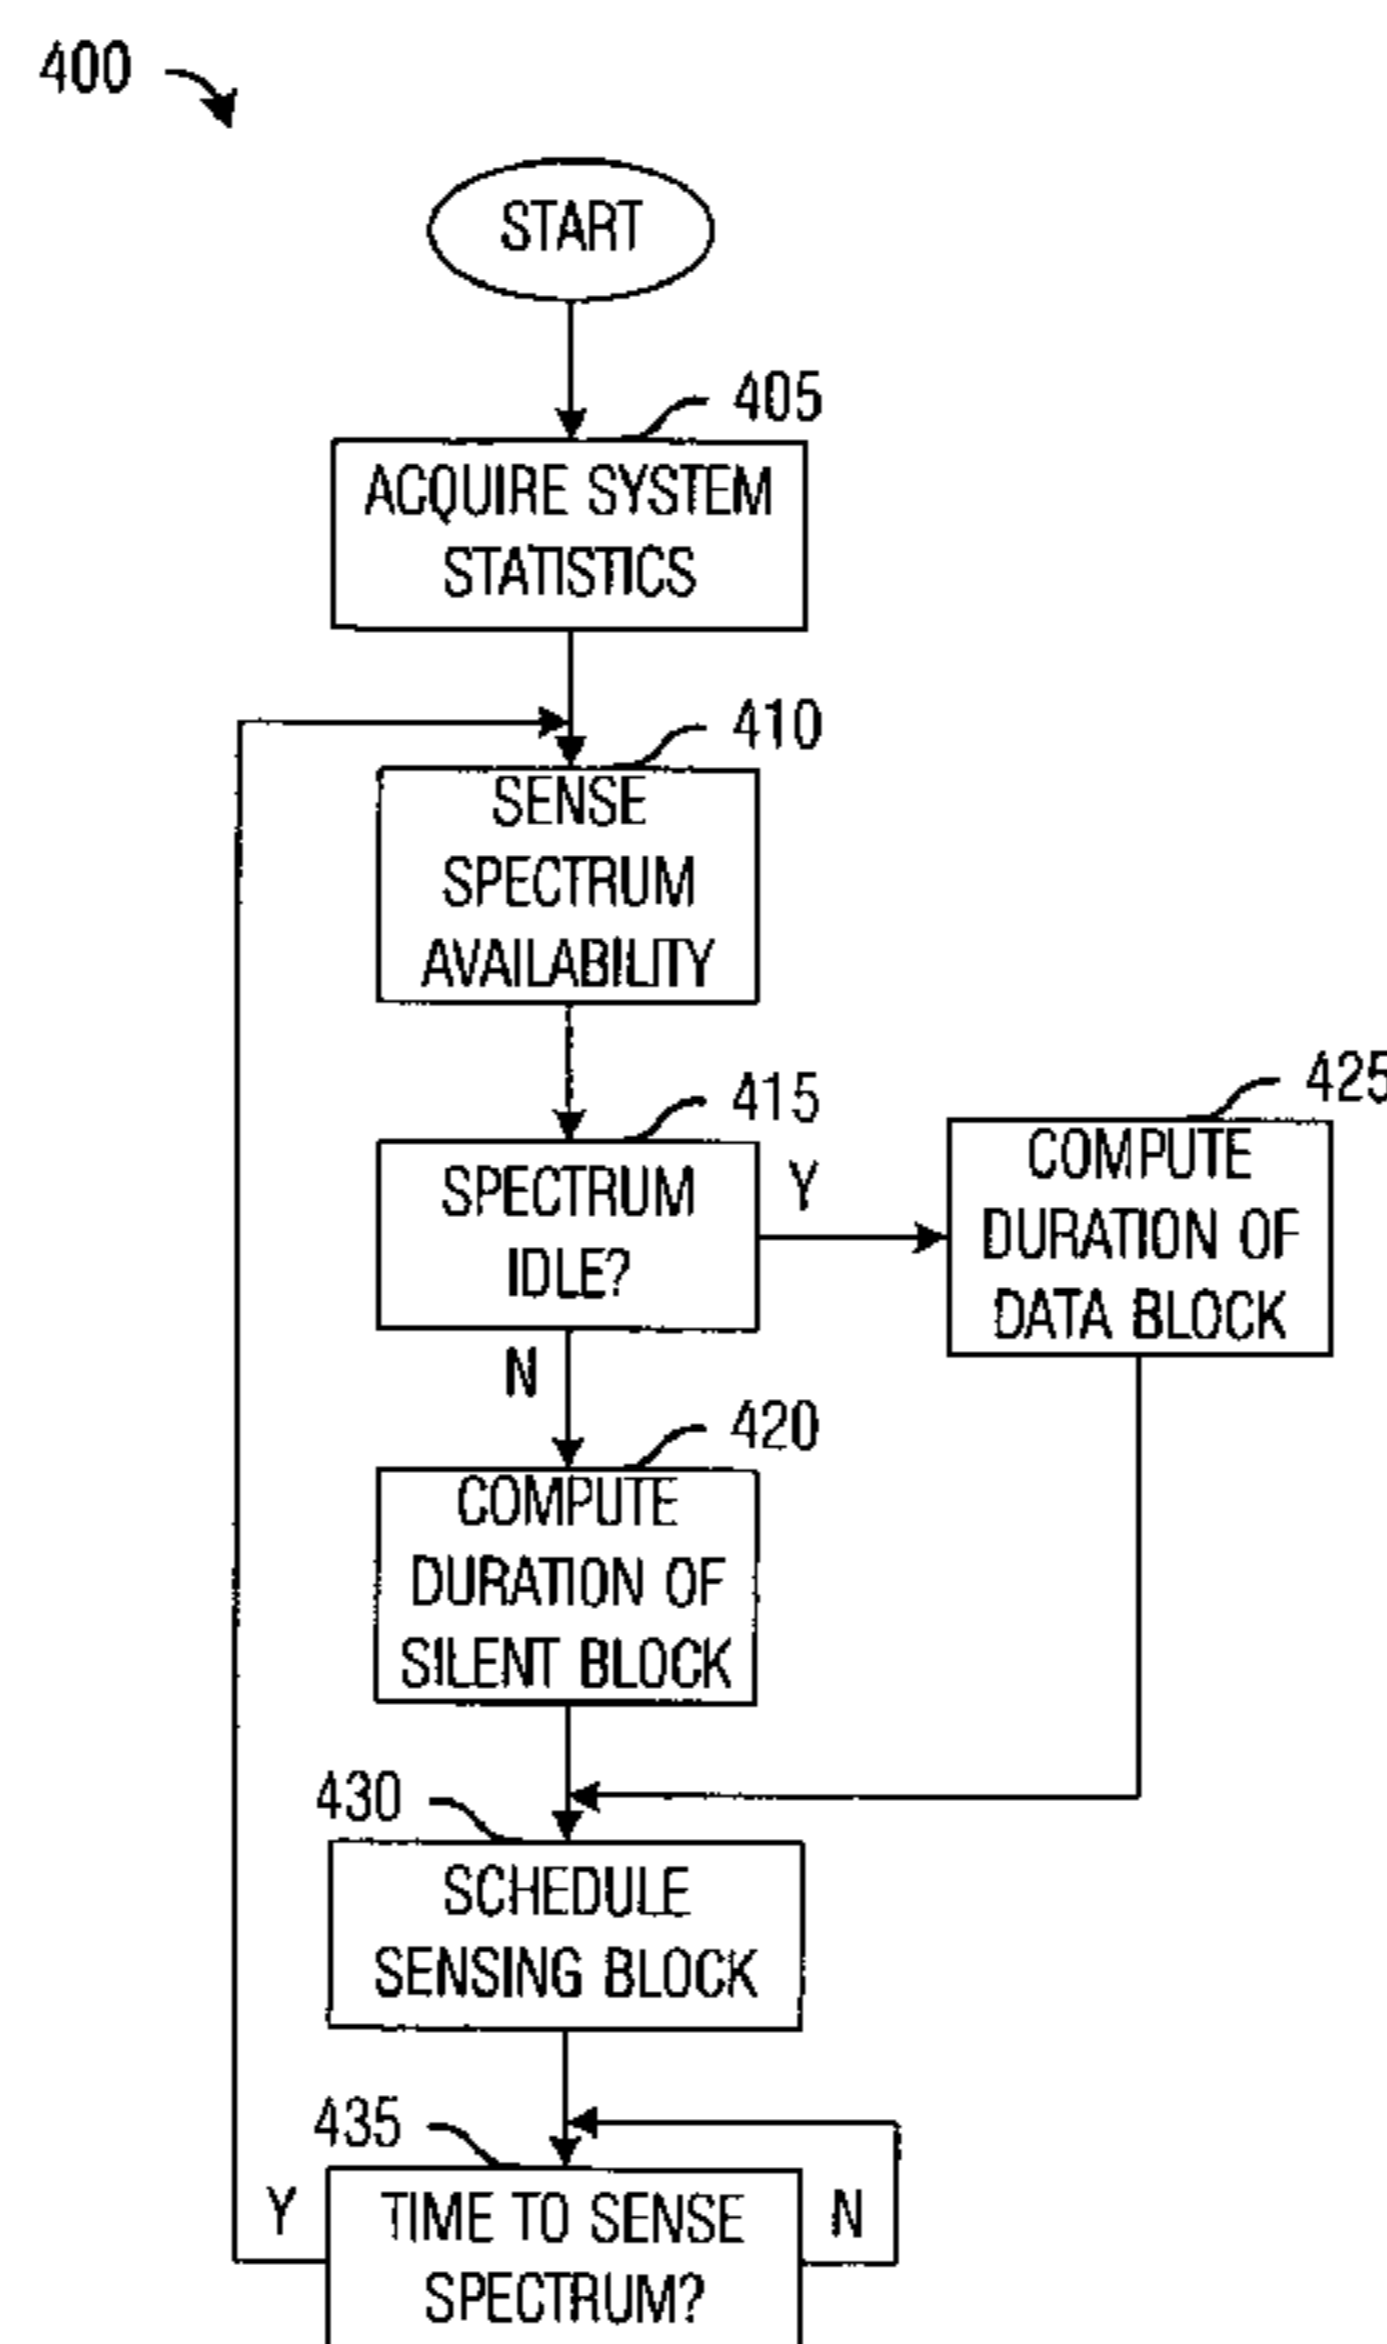 400
START
405
ACQUIRE SYSTEM
STATISTICS
410
SENSE
SPECTRUM
AVAILABILITY
415
SPECTRUM
IDLE?
Y
N
425
COMPUTE
DURATION OF
DATA BLOCK
420
COMPUTE
DURATION OF
SILENT BLOCK
430
SCHEDULE
SENSING BLOCK
435
TIME TO SENSE
SPECTRUM?
Y
N